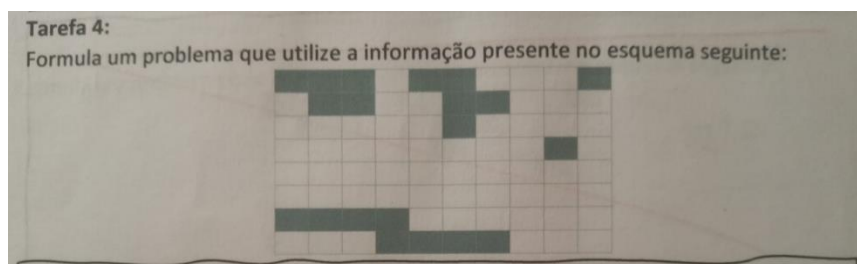 Tarefa 4:
Formula um problema que utilize a informação presente no esquema seguinte: